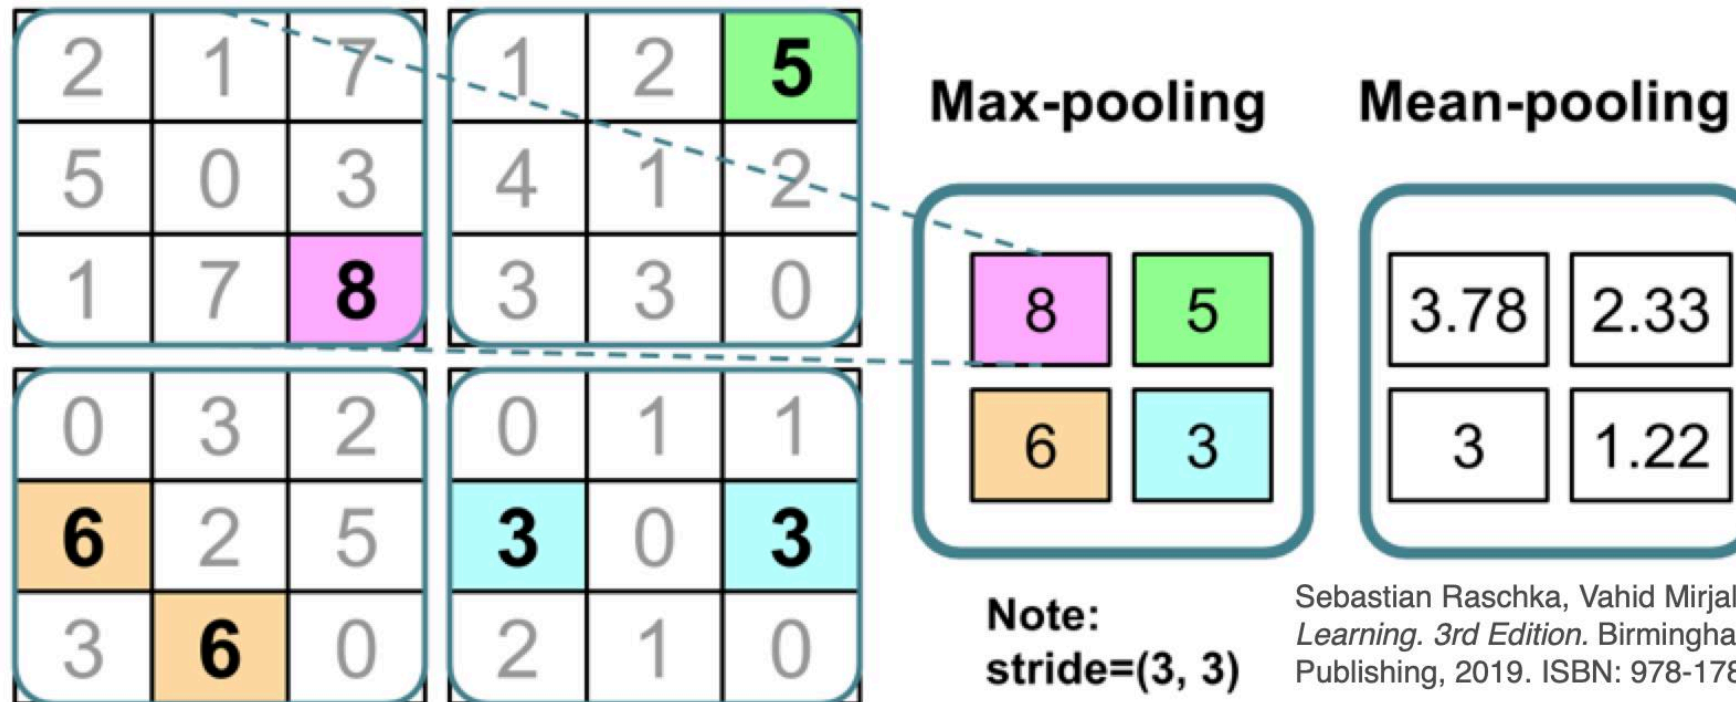 2 1 7 1 2 5
5 0 3 4 1 2
1 7 8 3 3 0
0 3 2 0 1 1
6 2 5 3 0 3
3 6 0 2 1 0
Max-pooling
8 5
6 3
Mean-pooling
3.78 2.33
3 1.22
Note:
stride=(3, 3)
Sebastian Raschka, Vahid Mirjal
Learning. 3rd Edition. Birmingha
Publishing, 2019. ISBN: 978-178